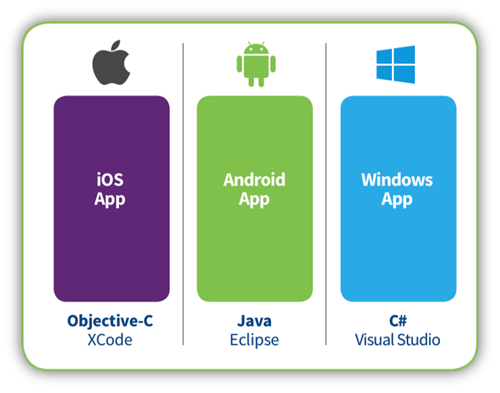 iOS
App
Android
App
Windows
App
Objective-C
XCode
Java
Eclipse
C#
Visual Studio